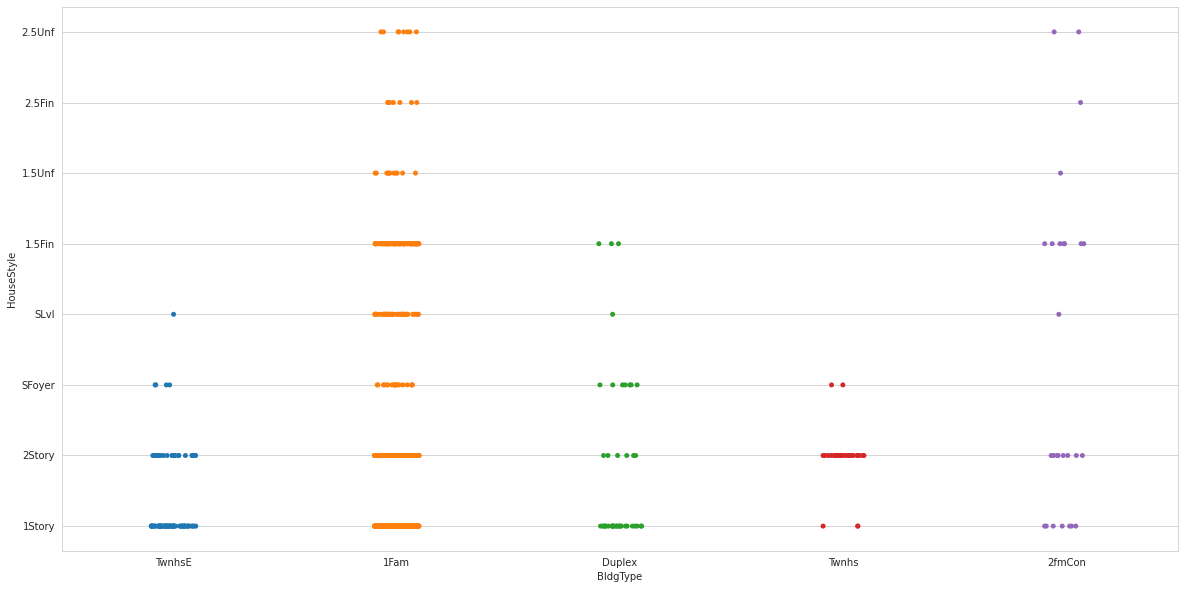 2.5Unf
2.5Fin
1.5Unf
1.5Fin
SLvl
SFoyer
2Story
1Story
HouseStyle
TwnhsE 1Fam Duplex Twnhs 2fmCon
BldgType